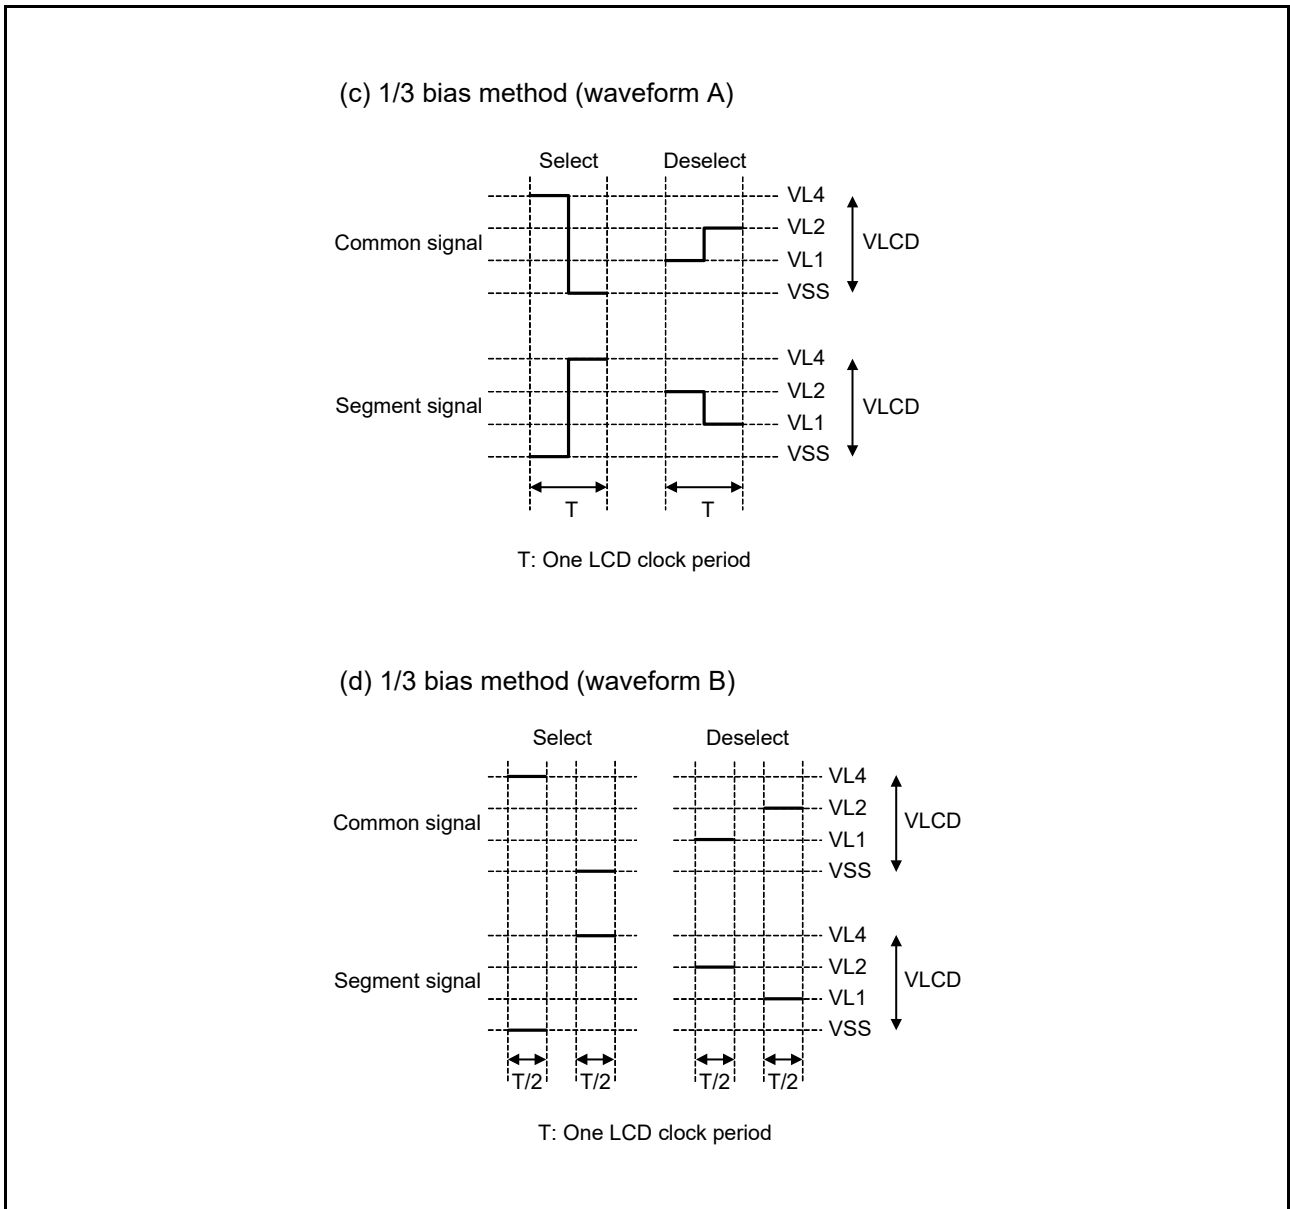 (c) 1/3 bias method (waveform A)
Select Deselect
VL4
VL2
Common signal VLCD
VL1
VSS
VL4
VL2
Segment signal VLCD
VL1
VSS
T T
T: One LCD clock period
(d) 1/3 bias method (waveform B)
Select Deselect
VL4
VL2
Common signal VLCD
VL1
VSS
VL4
VL2
Segment signal VLCD
VL1
VSS
T/2 T/2 T/2 T/2
T: One LCD clock period